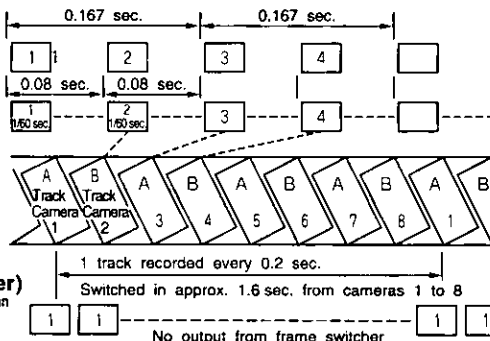 0.167 sec. 0.167 sec.
1 1 2 3 4
0.08 sec. 0.08 sec.
1 2 3 4
1/60 sec. 1/60 sec.
A B A B A B A B A B
Track Track
Camera Camera
1 2 3 4 5 6 7 8 1
1 track recorded every 0.2 sec.
Switched in approx. 1.6 sec. from cameras 1 to 8
1 1 1 1
No output from frame switcher